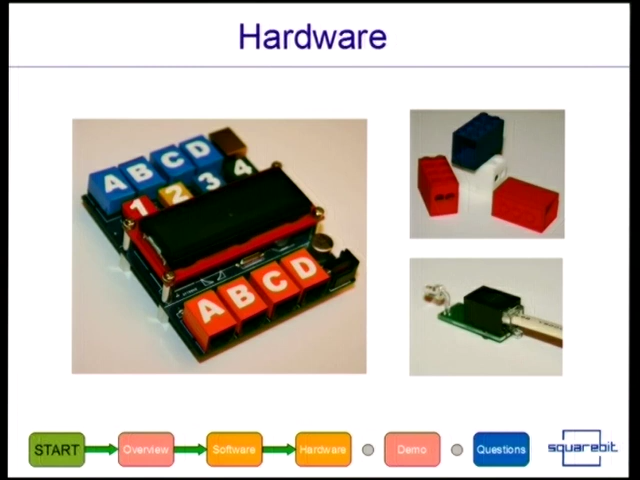 Hardware
A B C D
1 2 3 4
A B C D
START
Overview
Software
Hardware
Demo
Questions
squarebit